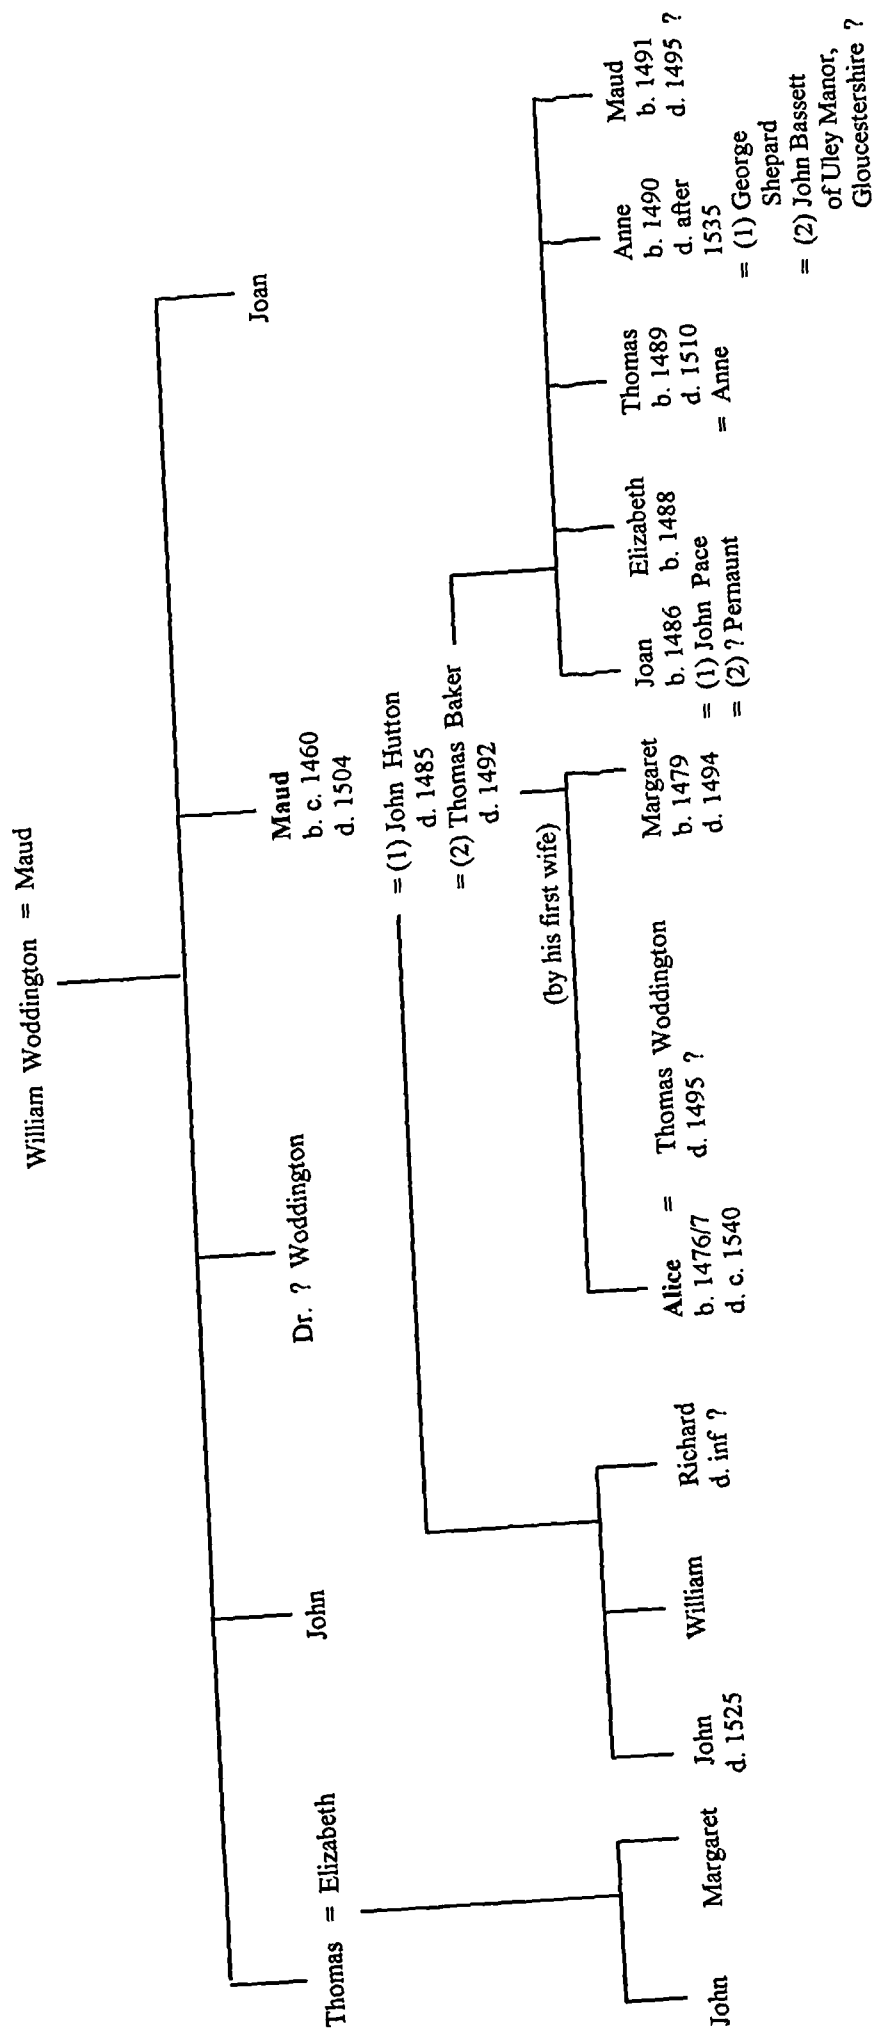 William Woddington = Maud
Thomas = Elizabeth
John
Dr. ? Woddington
Maud
b. c. 1460
d. 1504
= (1) John Hutton
d. 1485
= (2) Thomas Baker
d. 1492
Joan
John
Margaret
John
d. 1525
William
Richard
d. inf ?
(by his first wife)
Alice = Thomas Woddington
b. 1476/7 d. 1495 ?
d. c. 1540
Margaret
b. 1479
d. 1494
Joan
b. 1486
= (1) John Pace
= (2) ? Pernaunt
Elizabeth
b. 1488
Thomas
b. 1489
d. 1510
= Anne
Anne
b. 1490
d. after
1535
= (1) George
Shepard
= (2) John Bassett
of Uley Manor,
Gloucestershire ?
Maud
b. 1491
d. 1495 ?